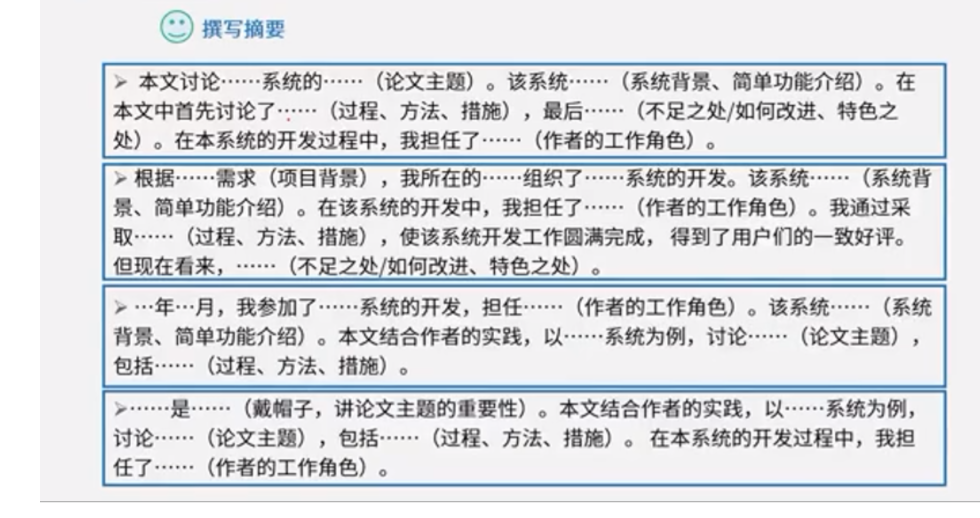 撰写摘要
➢ 本文讨论……系统的……（论文主题）。该系统……（系统背景、简单功能介绍）。在
本文中首先讨论了……（过程、方法、措施），最后……（不足之处/如何改进、特色之
处）。在本系统的开发过程中，我担任了……（作者的工作角色）。
➢ 根据……需求（项目背景），我所在的……组织了……系统的开发。该系统……（系统背
景、简单功能介绍）。在该系统的开发中，我担任了……（作者的工作角色）。我通过采
取……（过程、方法、措施），使该系统开发工作圆满完成， 得到了用户们的一致好评。
但现在看来，……（不足之处/如何改进、特色之处）。
➢ …年…月，我参加了……系统的开发，担任……（作者的工作角色）。该系统……（系统
背景、简单功能介绍）。本文结合作者的实践，以……系统为例，讨论……（论文主题），
包括……（过程、方法、措施）。
➢……是……（戴帽子，讲论文主题的重要性）。本文结合作者的实践，以……系统为例，
讨论……（论文主题），包括……（过程、方法、措施）。 在本系统的开发过程中，我担
任了……（作者的工作角色）。